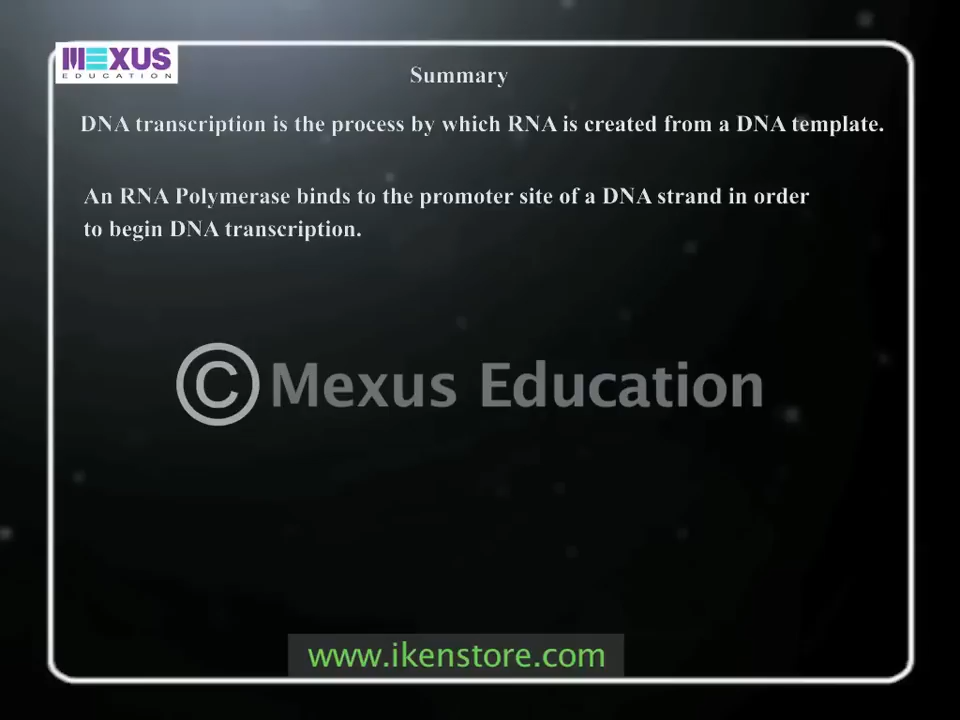 MEXUS
EDUCATION
Summary
DNA transcription is the process by which RNA is created from a DNA template.
An RNA Polymerase binds to the promoter site of a DNA strand in order
to begin DNA transcription.
© Mexus Education
www.ikenstore.com